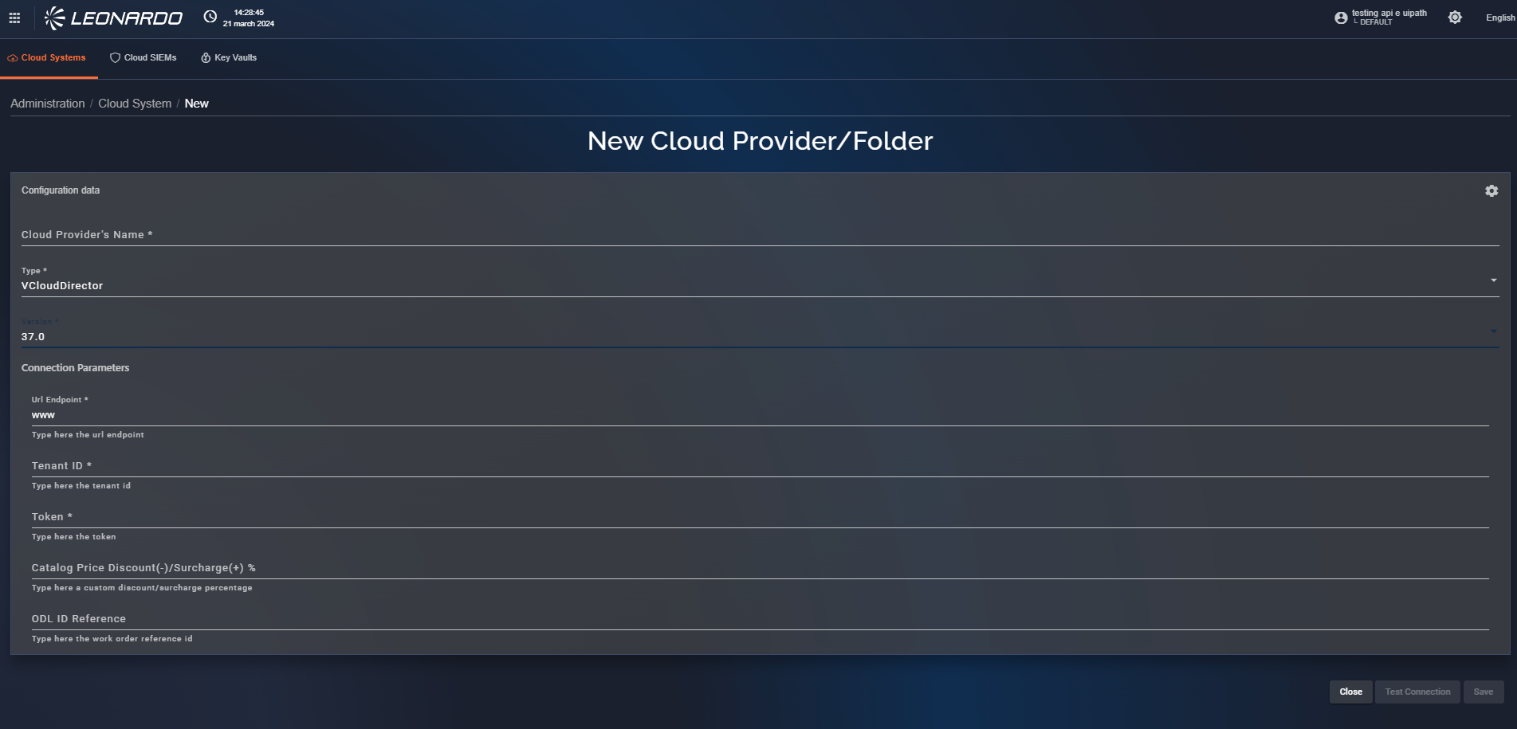 LEONARDO
14:28:45
21 march 2024
testing api e uipath
└ DEFAULT
English
Cloud Systems
Cloud SIEMs
Key Vaults
Administration / Cloud System / New
New Cloud Provider/Folder
Configuration data
Cloud Provider's Name *
Type *
VCloudDirector
Version *
37.0
Connection Parameters
Url Endpoint *
www
Type here the url endpoint
Tenant ID *
Type here the tenant id
Token *
Type here the token
Catalog Price Discount(-)/Surcharge(+) %
Type here a custom discount/surcharge percentage
ODL ID Reference
Type here the work order reference id
Close
Test Connection
Save